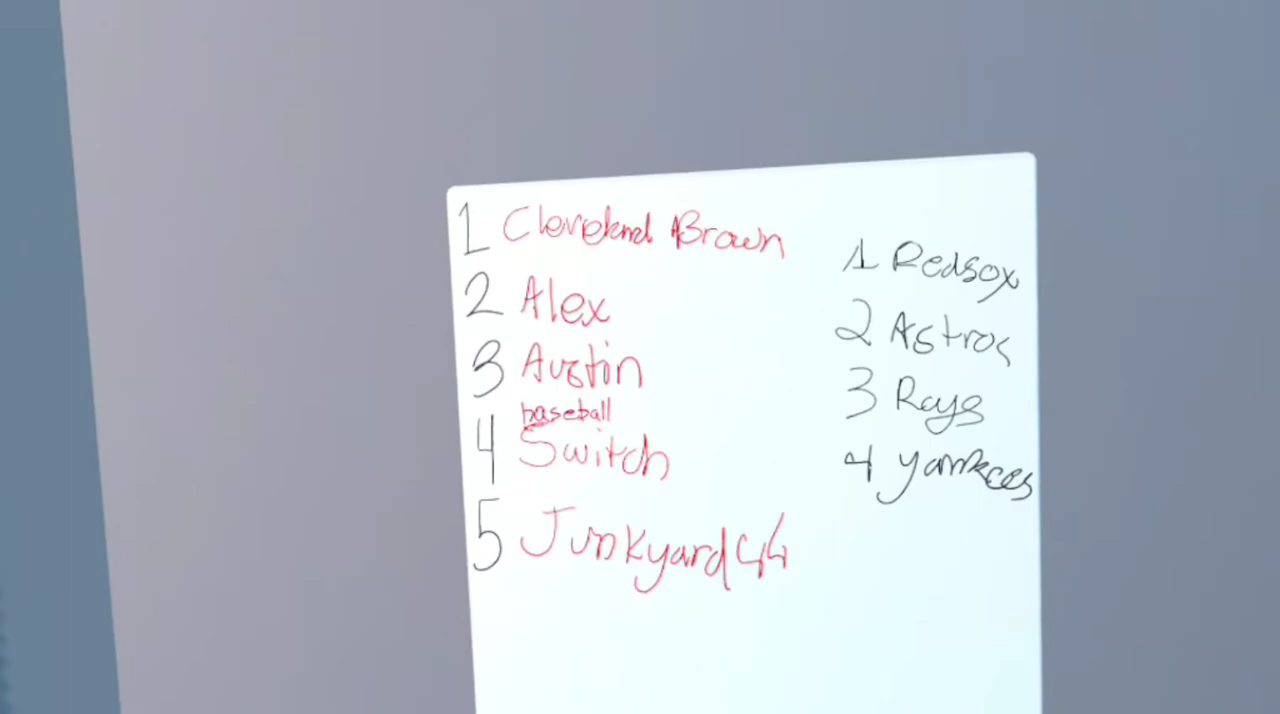 1 Cleveland Brown
2 Alex
3 Austin
baseball
4 Switch
5 Junkyard44
1 Redsox
2 Astros
3 Rays
4 Yankees